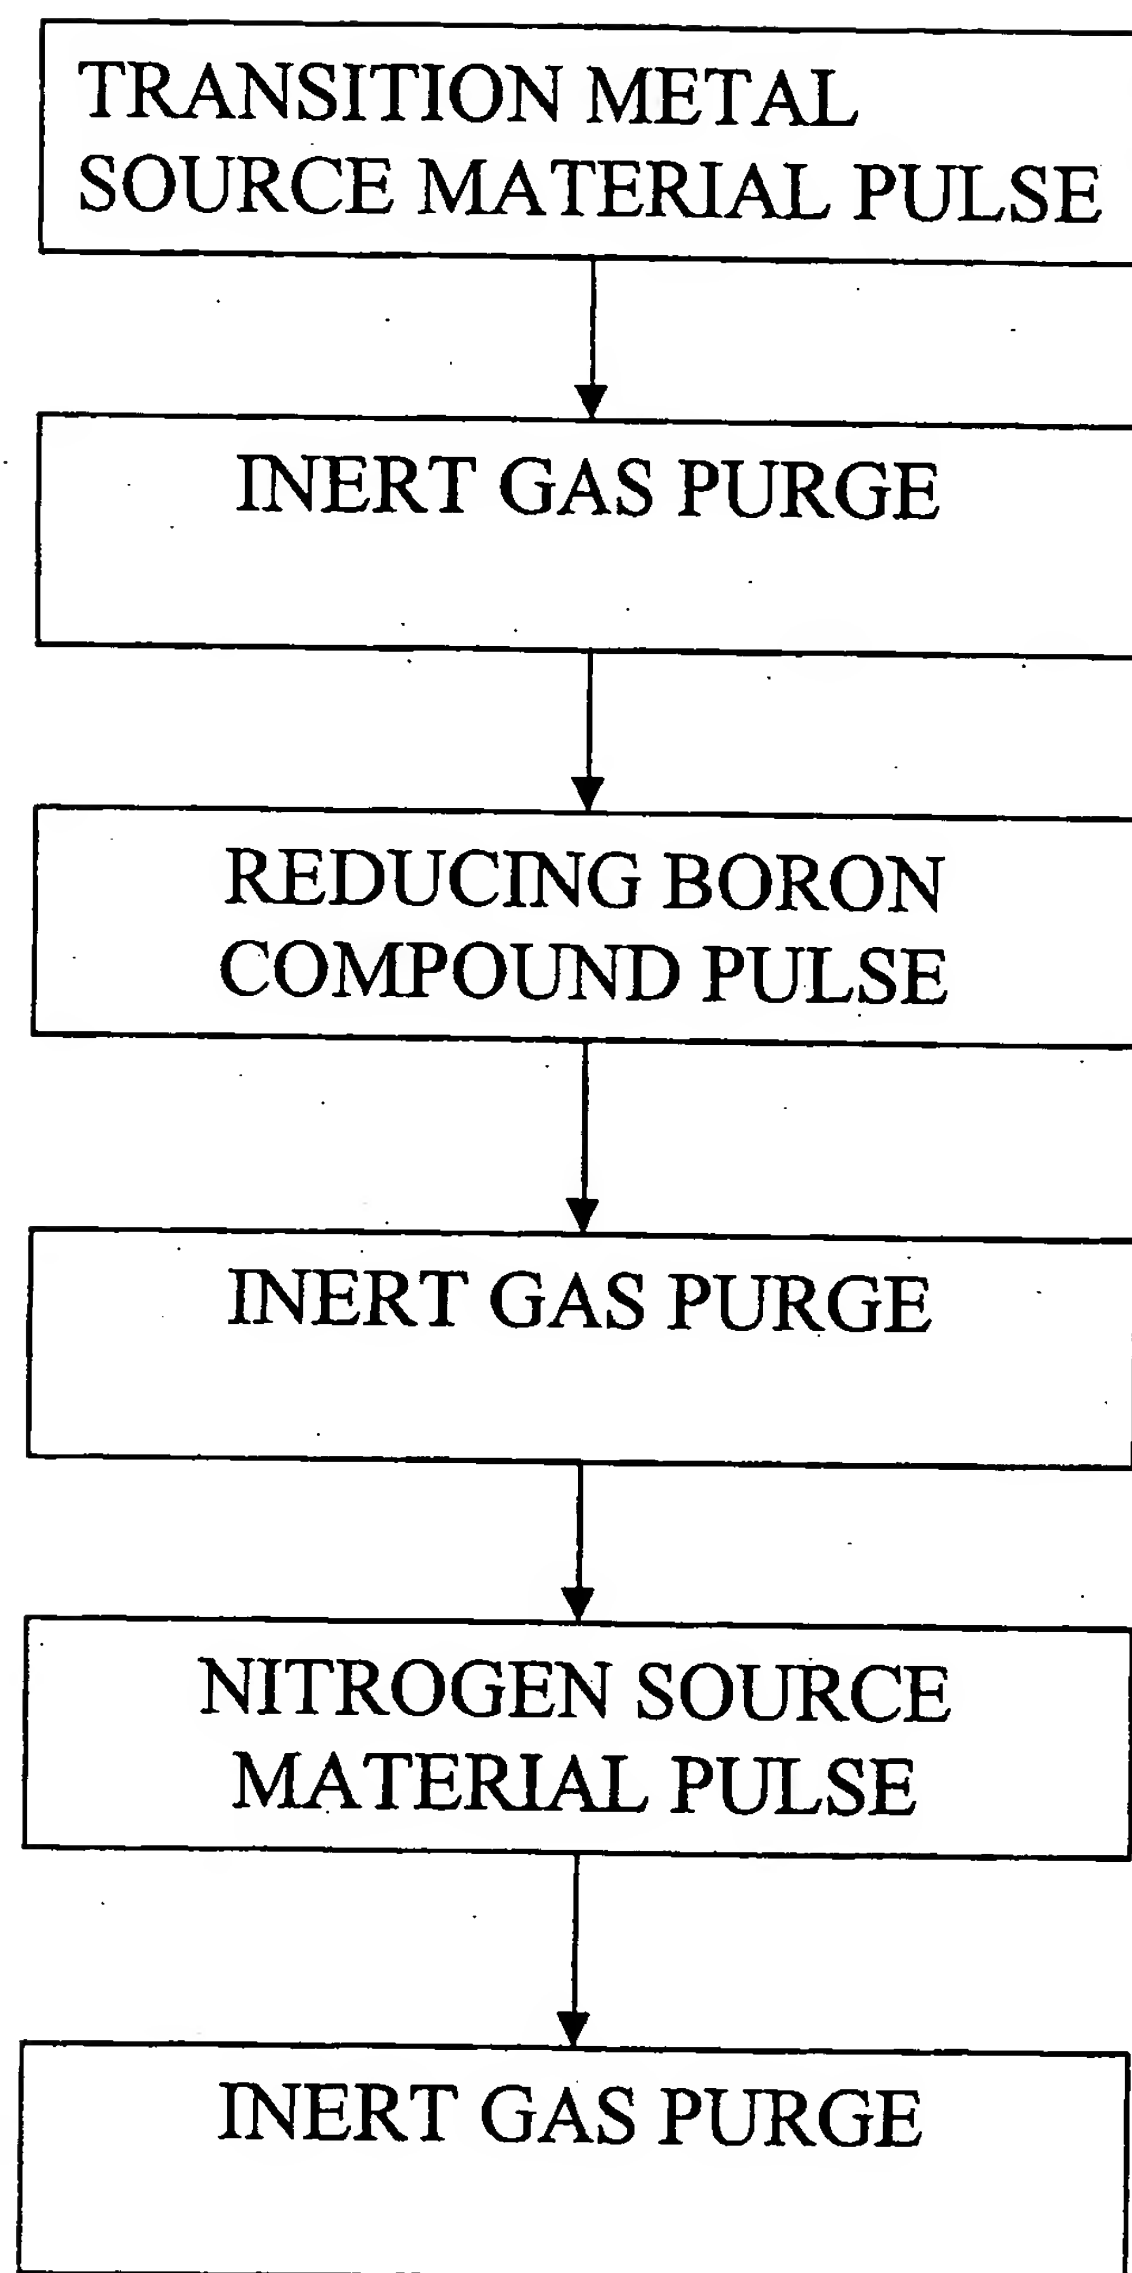 TRANSITION METAL
SOURCE MATERIAL PULSE
INERT GAS PURGE
REDUCING BORON
COMPOUND PULSE
INERT GAS PURGE
NITROGEN SOURCE
MATERIAL PULSE
INERT GAS PURGE